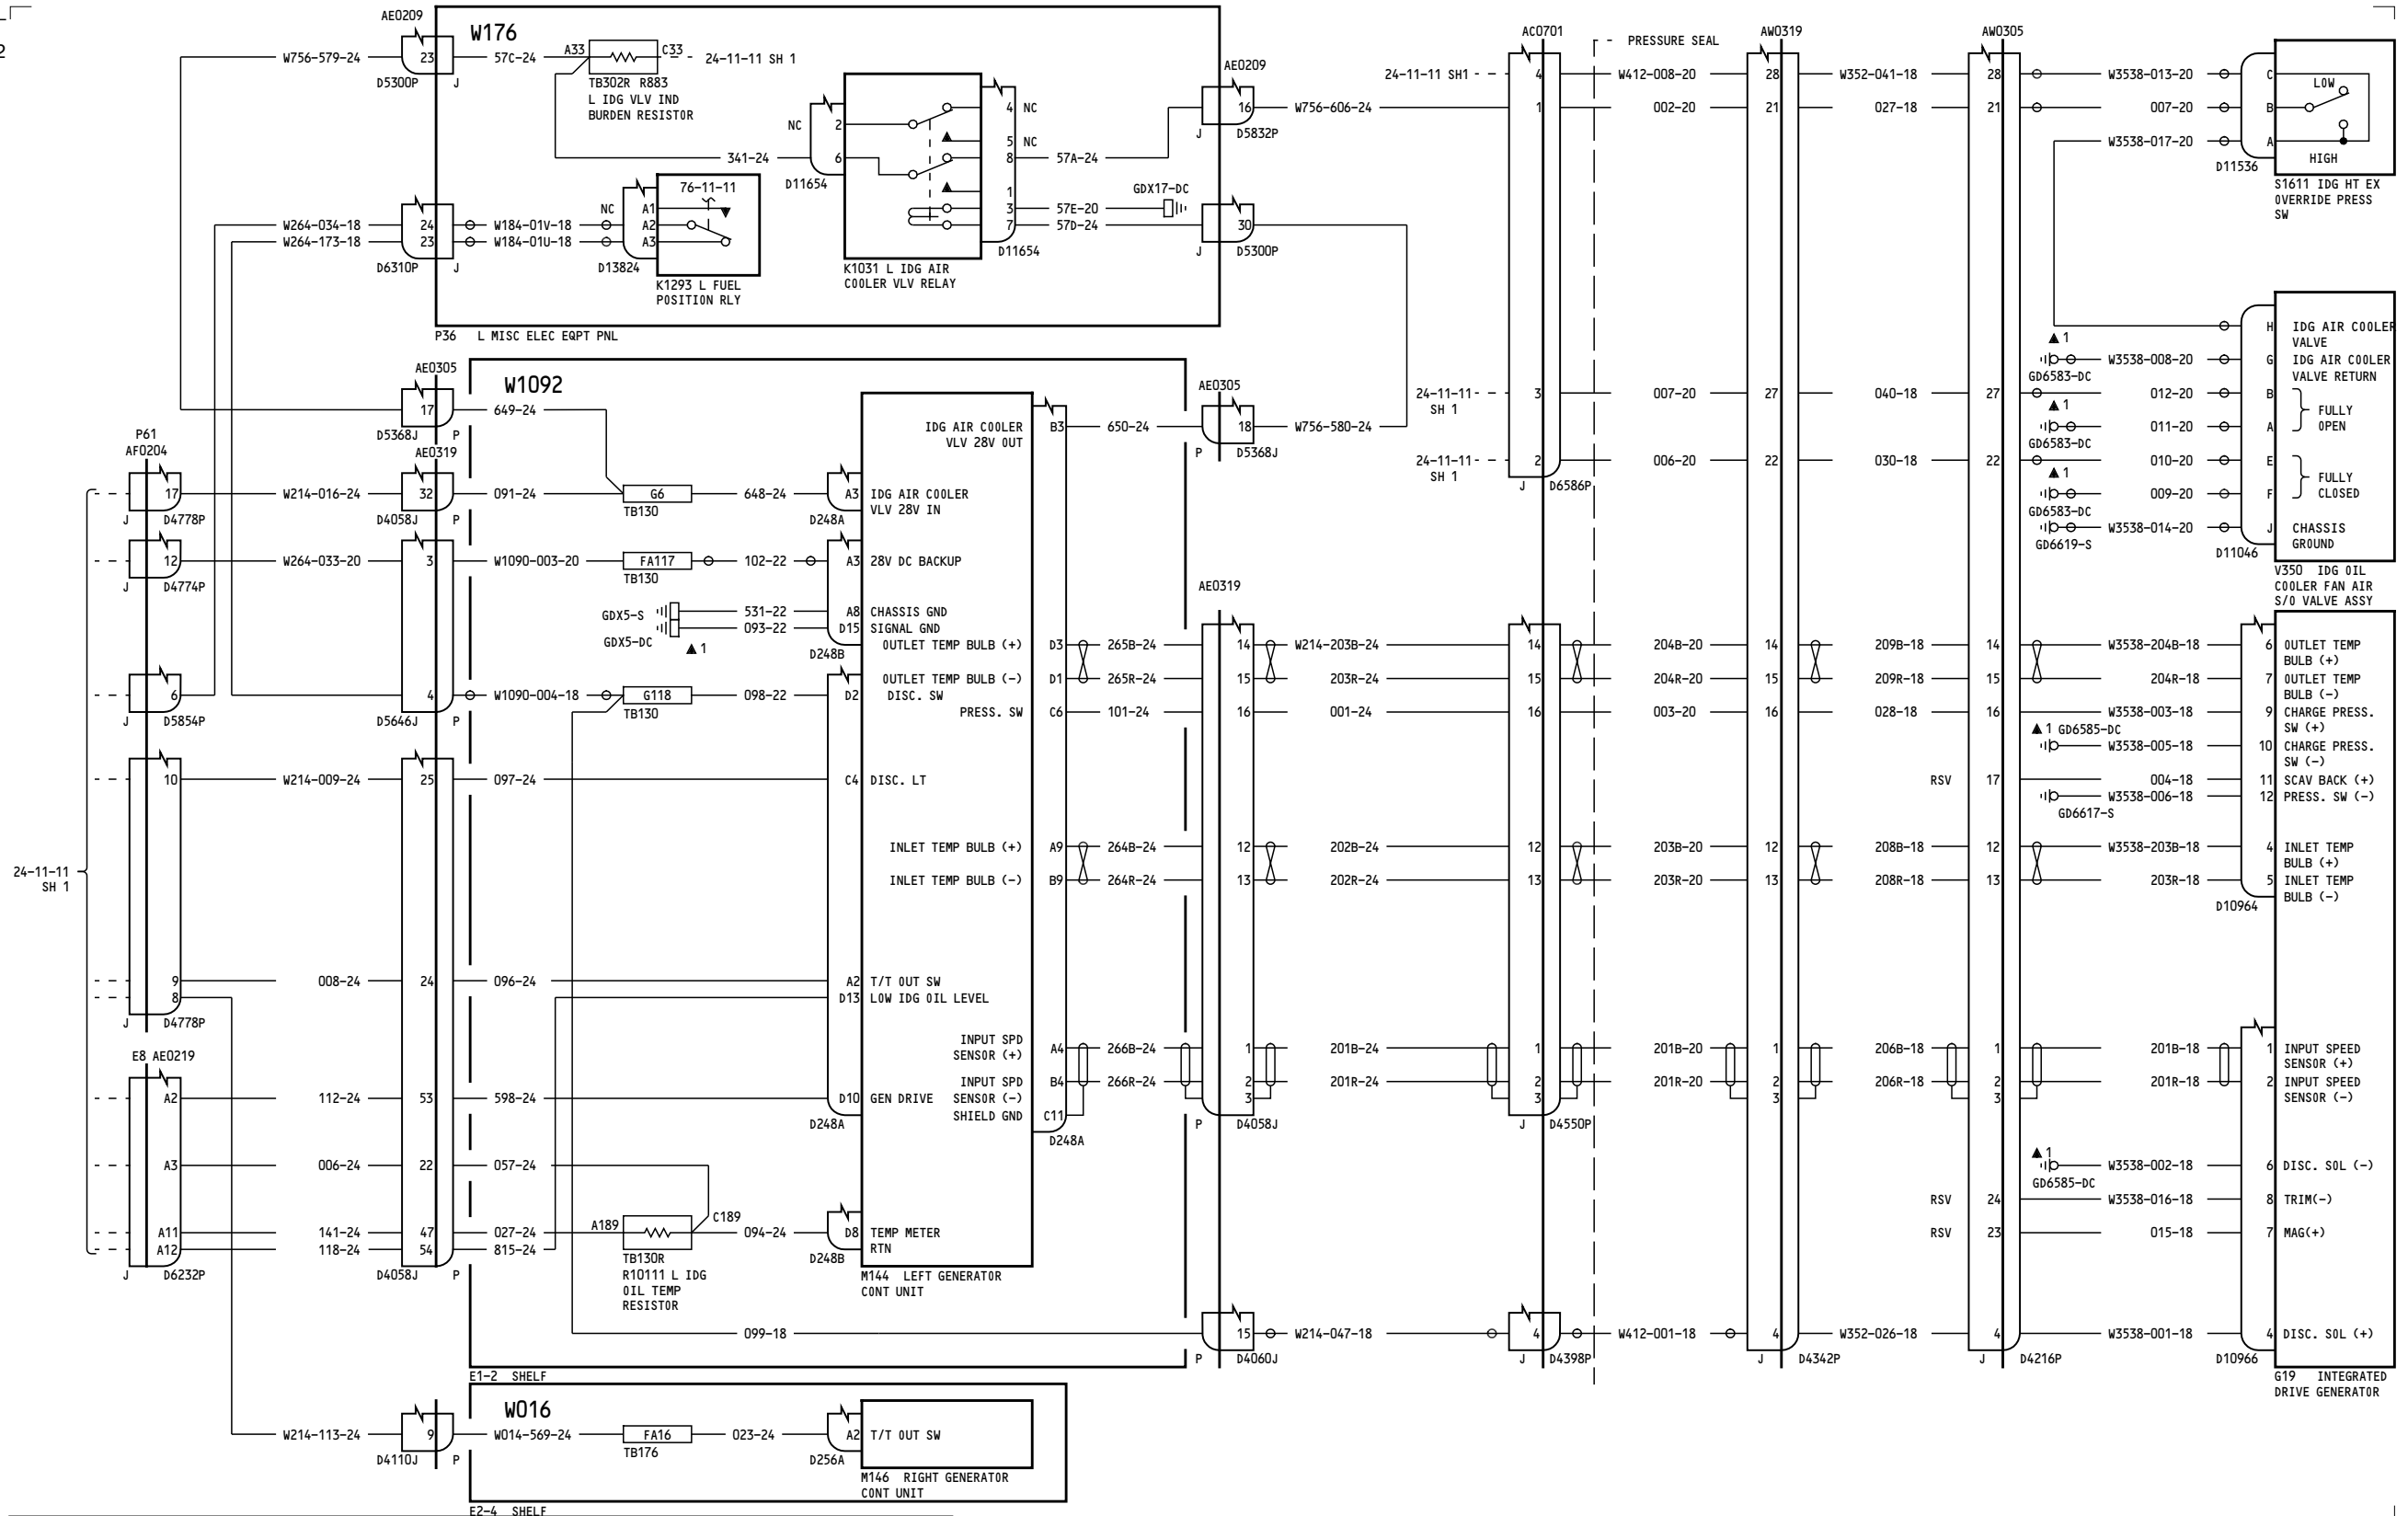 2
AE0209
W176
W756-579-24
23
57C-24
A33
C33
24-11-11 SH 1
D5300P
J
TB302R R883
L IDG VLV IND
BURDEN RESISTOR
NC
2
4 NC
5 NC
341-24
6
8
57A-24
D11654
1
3
57E-20
GDX17-DC
7
57D-24
D11654
K1031 L IDG AIR
COOLER VLV RELAY
AE0209
16
W756-606-24
J
D5832P
30
J
D5300P
76-11-11
NC
A1
A2
A3
W264-034-18
24
W184-01V-18
W264-173-18
23
W184-01U-18
D6310P
J
D13824
K1293 L FUEL
POSITION RLY
P36 L MISC ELEC EQPT PNL
AC0701
PRESSURE SEAL
AW0319
AW0305
24-11-11 SH1
4
W412-008-20
28
W352-041-18
28
W3538-013-20
C
LOW
1
002-20
21
027-18
21
007-20
B
W3538-017-20
A
D11536
HIGH
S1611 IDG HT EX
OVERRIDE PRESS
SW
H
IDG AIR COOLER
VALVE
▲ 1
W3538-008-20
G
IDG AIR COOLER
VALVE RETURN
GD6583-DC
24-11-11
SH 1
3
007-20
27
040-18
27
012-20
B
▲ 1
FULLY
OPEN
011-20
A
GD6583-DC
24-11-11
SH 1
2
006-20
22
030-18
22
010-20
E
▲ 1
FULLY
CLOSED
009-20
F
GD6583-DC
J
D6586P
W3538-014-20
J
CHASSIS
GROUND
GD6619-S
D11046
V350 IDG OIL
COOLER FAN AIR
S/O VALVE ASSY
AE0305
W1092
17
649-24
D5368J
P
AE0319
P61
AF0204
17
W214-016-24
32
091-24
G6
TB130
648-24
A3
IDG AIR COOLER
VLV 28V IN
J
D4778P
D4058J
P
D248A
IDG AIR COOLER
VLV 28V OUT
B3
650-24
AE0305
18
W756-580-24
P
D5368J
12
W264-033-20
3
W1090-003-20
FA117
TB130
102-22
A3
28V DC BACKUP
J
D4774P
GDX5-S
531-22
A8
CHASSIS GND
GDX5-DC
093-22
D15
SIGNAL GND
▲ 1
D248B
AE0319
OUTLET TEMP BULB (+)
D3
265B-24
14
W214-203B-24
14
204B-20
14
209B-18
14
W3538-204B-18
6
OUTLET TEMP
BULB (+)
OUTLET TEMP BULB (-)
D1
265R-24
15
203R-24
15
204R-20
15
209R-18
15
204R-18
7
OUTLET TEMP
BULB (-)
6
4
W1090-004-18
G118
TB130
098-22
D2
DISC. SW
J
D5854P
D5646J
P
PRESS. SW
C6
101-24
16
001-24
16
003-20
16
028-18
16
W3538-003-18
9
CHARGE PRESS.
SW (+)
▲ 1 GD6585-DC
W3538-005-18
10
CHARGE PRESS.
SW (-)
10
W214-009-24
25
097-24
C4
DISC. LT
RSV
17
004-18
11
SCAV BACK (+)
W3538-006-18
12
PRESS. SW (-)
GD6617-S
INLET TEMP BULB (+)
A9
264B-24
12
202B-24
12
203B-20
12
208B-18
12
W3538-203B-18
4
INLET TEMP
BULB (+)
24-11-11
SH 1
INLET TEMP BULB (-)
B9
264R-24
13
202R-24
13
203R-20
13
208R-18
13
203R-18
5
INLET TEMP
BULB (-)
D10964
9
008-24
24
096-24
A2
T/T OUT SW
8
D13
LOW IDG OIL LEVEL
J
D4778P
INPUT SPD
SENSOR (+)
A4
266B-24
1
201B-24
1
201B-20
1
206B-18
1
201B-18
1
INPUT SPEED
SENSOR (+)
INPUT SPD
SENSOR (-)
B4
266R-24
2
201R-24
2
201R-20
2
206R-18
2
201R-18
2
INPUT SPEED
SENSOR (-)
3
3
3
3
SHIELD GND
C11
D248A
P
D4058J
J
D4550P
E8 AE0219
A2
112-24
53
598-24
D10
GEN DRIVE
D248A
A3
006-24
22
057-24
▲ 1
W3538-002-18
6
DISC. SOL (-)
GD6585-DC
RSV
24
W3538-016-18
8
TRIM(-)
A11
141-24
47
027-24
A189
C189
094-24
D8
TEMP METER
RTN
RSV
23
015-18
7
MAG(+)
A12
118-24
54
815-24
J
D6232P
D4058J
P
TB130R
R10111 L IDG
OIL TEMP
RESISTOR
D248B
M144 LEFT GENERATOR
CONT UNIT
099-18
15
W214-047-18
4
W412-001-18
4
W352-026-18
4
W3538-001-18
4
DISC. SOL (+)
P
D4060J
J
D4398P
J
D4342P
J
D4216P
D10966
G19 INTEGRATED
DRIVE GENERATOR
E1-2 SHELF
W016
W214-113-24
9
W014-569-24
FA16
TB176
023-24
A2
T/T OUT SW
D4110J
P
D256A
M146 RIGHT GENERATOR
CONT UNIT
E2-4 SHELF